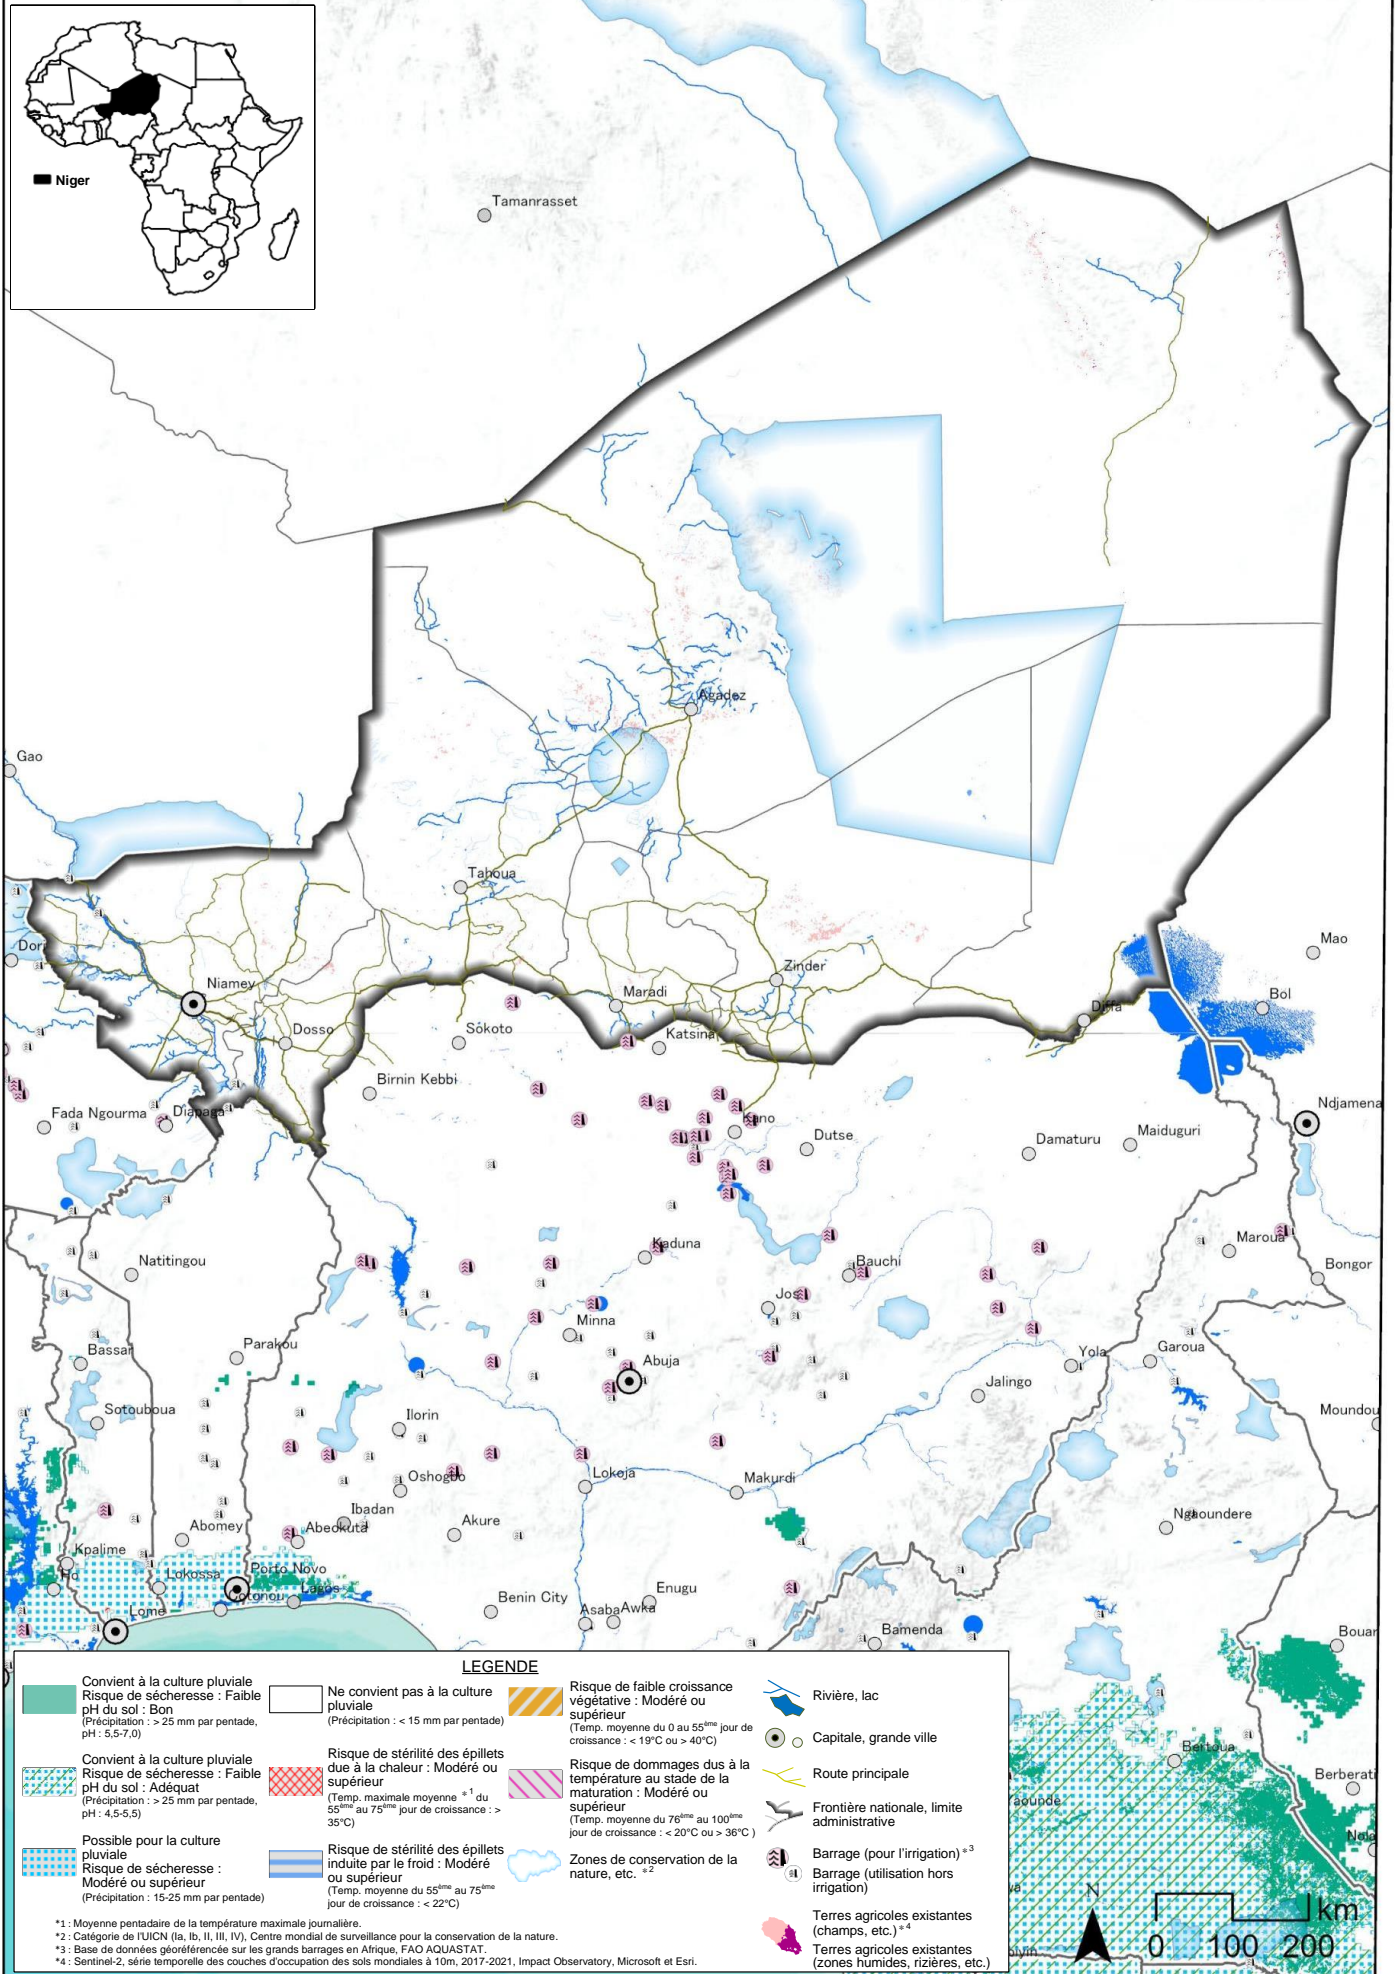 Niger
Tamanrasset
Agadez
Gao
Tahoua
Mao
Dori
Zinder
Niamey
Maradi
Bol
Diffa
Dosso
Sokoto
Katsina
Birnin Kebbi
Ndjamena
Fada Ngourma
Diapaga
Kano
Dutse
Damaturu
Maiduguri
Maroua
Kaduna
Natitingou
Bauchi
Bongor
Jos
Minna
Parakou
Bassar
Abuja
Yola
Garoua
Jalingo
Sotouboua
Ilorin
Moundou
Oshogbo
Lokoja
Makurdi
Ibadan
Abomey
Abeokuta
Akure
Ngaoundere
Kpalime
Ho
Lokossa
Porto Novo
Lagos
Cotonou
Lome
Benin City
Enugu
Asaba
Awka
Bamenda
Bouar
Bertoua
Berberati
aounde
Nola
LEGENDE
Convient à la culture pluviale
Risque de sécheresse : Faible
pH du sol : Bon
(Précipitation : > 25 mm par pentade,
pH : 5,5-7,0)
Convient à la culture pluviale
Risque de sécheresse : Faible
pH du sol : Adéquat
(Précipitation : > 25 mm par pentade,
pH : 4,5-5,5)
Possible pour la culture
pluviale
Risque de sécheresse :
Modéré ou supérieur
(Précipitation : 15-25 mm par pentade)
Ne convient pas à la culture
pluviale
(Précipitation : < 15 mm par pentade)
Risque de stérilité des épillets
due à la chaleur : Modéré ou
supérieur
(Temp. maximale moyenne *1 du
55ème au 75ème jour de croissance : >
35°C)
Risque de stérilité des épillets
induite par le froid : Modéré
ou supérieur
(Temp. moyenne du 55ème au 75ème
jour de croissance : < 22°C)
Risque de faible croissance
végétative : Modéré ou
supérieur
(Temp. moyenne du 0 au 55ème jour de
croissance : < 19°C ou > 40°C)
Risque de dommages dus à la
température au stade de la
maturation : Modéré ou
supérieur
(Temp. moyenne du 76ème au 100ème
jour de croissance : < 20°C ou > 36°C )
Zones de conservation de la
nature, etc. *2
Rivière, lac
Capitale, grande ville
Route principale
Frontière nationale, limite
administrative
Barrage (pour l'irrigation) *3
Barrage (utilisation hors
irrigation)
Terres agricoles existantes
(champs, etc.) *4
Terres agricoles existantes
(zones humides, rizières, etc.)
*1 : Moyenne pentadaire de la température maximale journalière.
*2 : Catégorie de l'UICN (Ia, Ib, II, III, IV), Centre mondial de surveillance pour la conservation de la nature.
*3 : Base de données géoréférencée sur les grands barrages en Afrique, FAO AQUASTAT.
*4 : Sentinel-2, série temporelle des couches d'occupation des sols mondiales à 10m, 2017-2021, Impact Observatory, Microsoft et Esri.
N
km
0 100 200